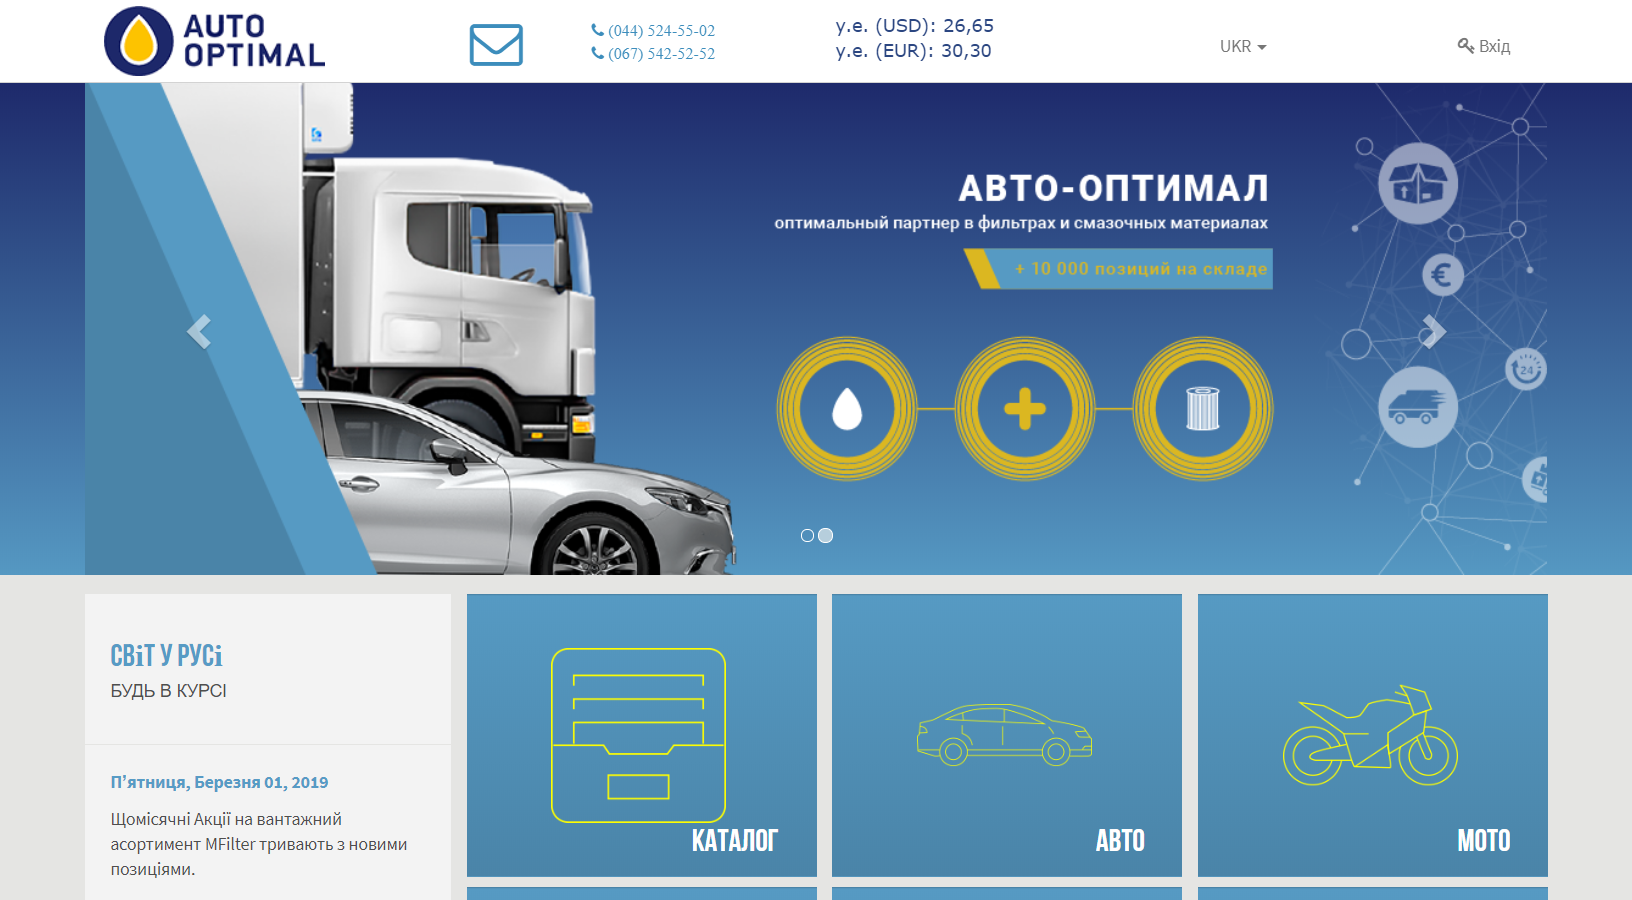 AUTO
OPTIMAL
(044) 524-55-02
(067) 542-52-52
у.е. (USD): 26,65
у.е. (EUR): 30,30
UKR
Вхід
АВТО-ОПТИМАЛ
оптимальный партнер в фильтрах и смазочных материалах
+ 10 000 позиций на складе
24
СВіТ У РУСі
БУДЬ В КУРСІ
П’ятниця, Березня 01, 2019
Щомісячні Акції на вантажний
асортимент MFilter тривають з новими
позиціями.
КАТАЛОГ
АВТО
МОТО